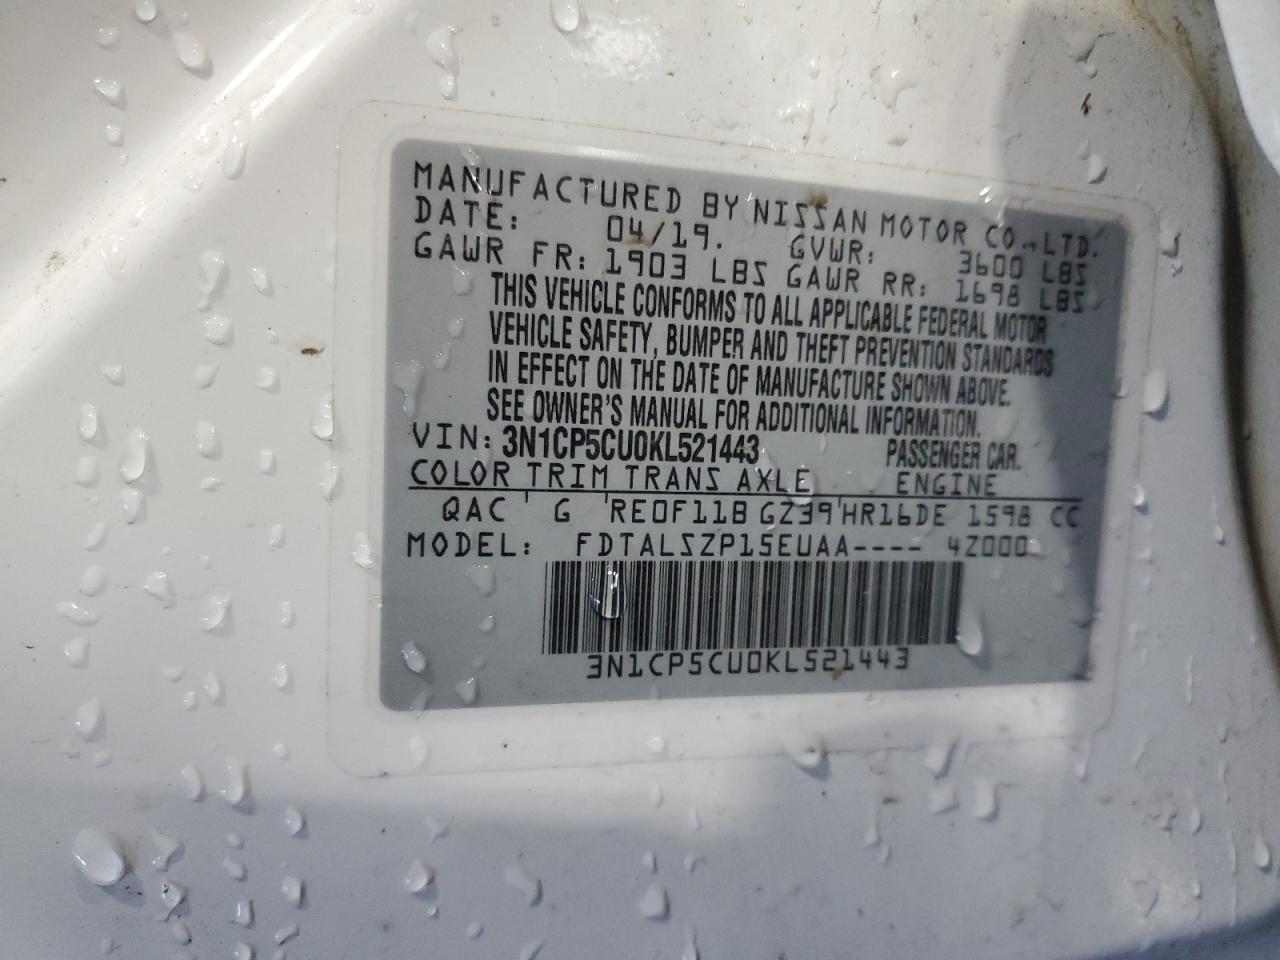 MANUFACTURED BY NISSAN MOTOR CO., LTD.
DATE: 04/19. GVWR: 3600 LBS
GAWR FR: 1903 LBS GAWR RR: 1698 LBS
THIS VEHICLE CONFORMS TO ALL APPLICABLE FEDERAL MOTOR
VEHICLE SAFETY, BUMPER AND THEFT PREVENTION STANDARDS
IN EFFECT ON THE DATE OF MANUFACTURE SHOWN ABOVE.
SEE OWNER'S MANUAL FOR ADDITIONAL INFORMATION.
VIN: 3N1CP5CU0KL521443 PASSENGER CAR.
COLOR TRIM TRANS AXLE ENGINE
QAC G RE0F11B GZ39 HR16DE 1598 CC
MODEL: FDTALSZP15EUAA---- 4Z000
3N1CP5CU0KL521443